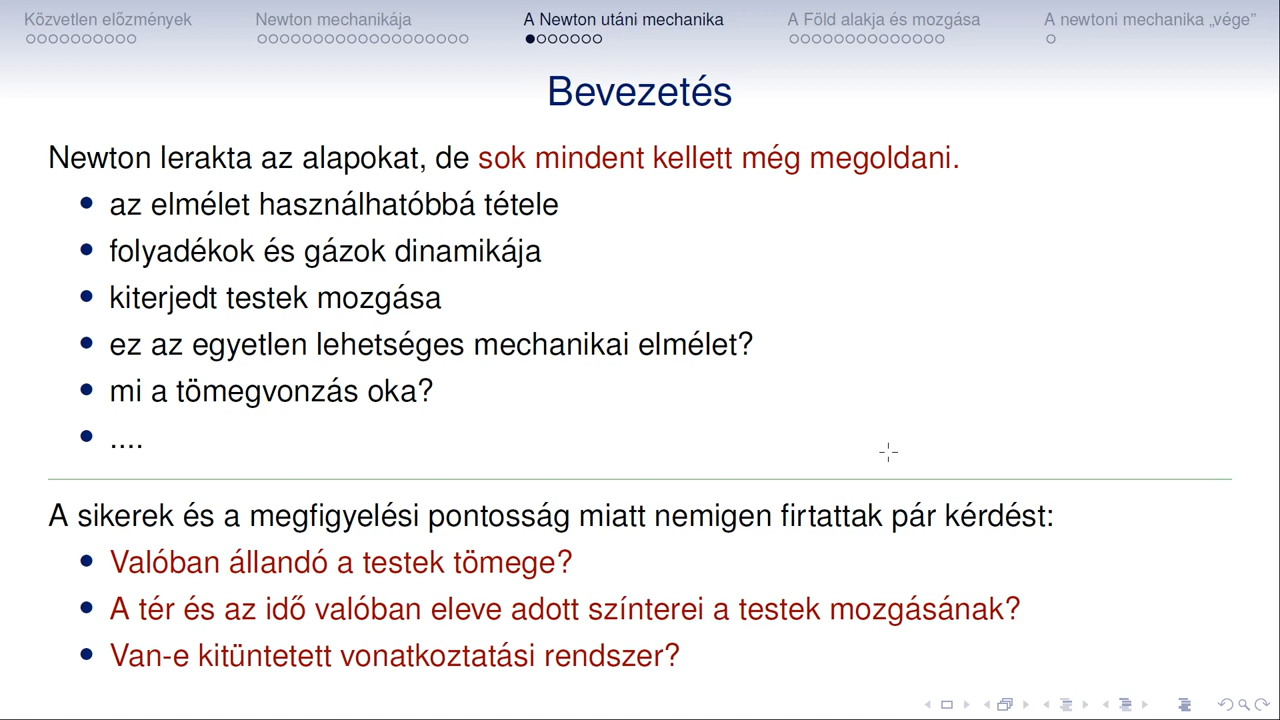 Közvetlen előzmények
Newton mechanikája
A Newton utáni mechanika
A Föld alakja és mozgása
A newtoni mechanika „vége”
Bevezetés
Newton lerakta az alapokat, de sok mindent kellett még megoldani.
az elmélet használhatóbbá tétele
folyadékok és gázok dinamikája
kiterjedt testek mozgása
ez az egyetlen lehetséges mechanikai elmélet?
mi a tömegvonzás oka?
....
A sikerek és a megfigyelési pontosság miatt nemigen firtattak pár kérdést:
Valóban állandó a testek tömege?
A tér és az idő valóban eleve adott színterei a testek mozgásának?
Van-e kitüntetett vonatkoztatási rendszer?